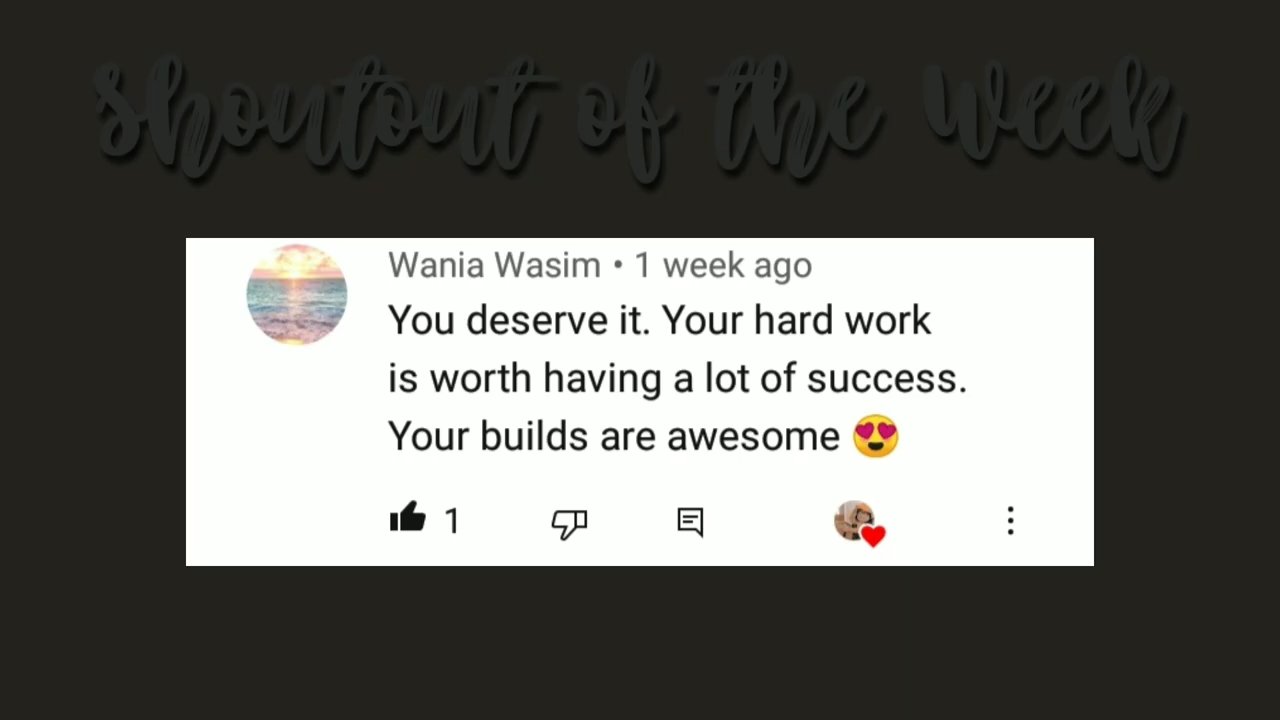 Shoutout of the Week
Wania Wasim • 1 week ago
You deserve it. Your hard work
is worth having a lot of success.
Your builds are awesome 😍
1